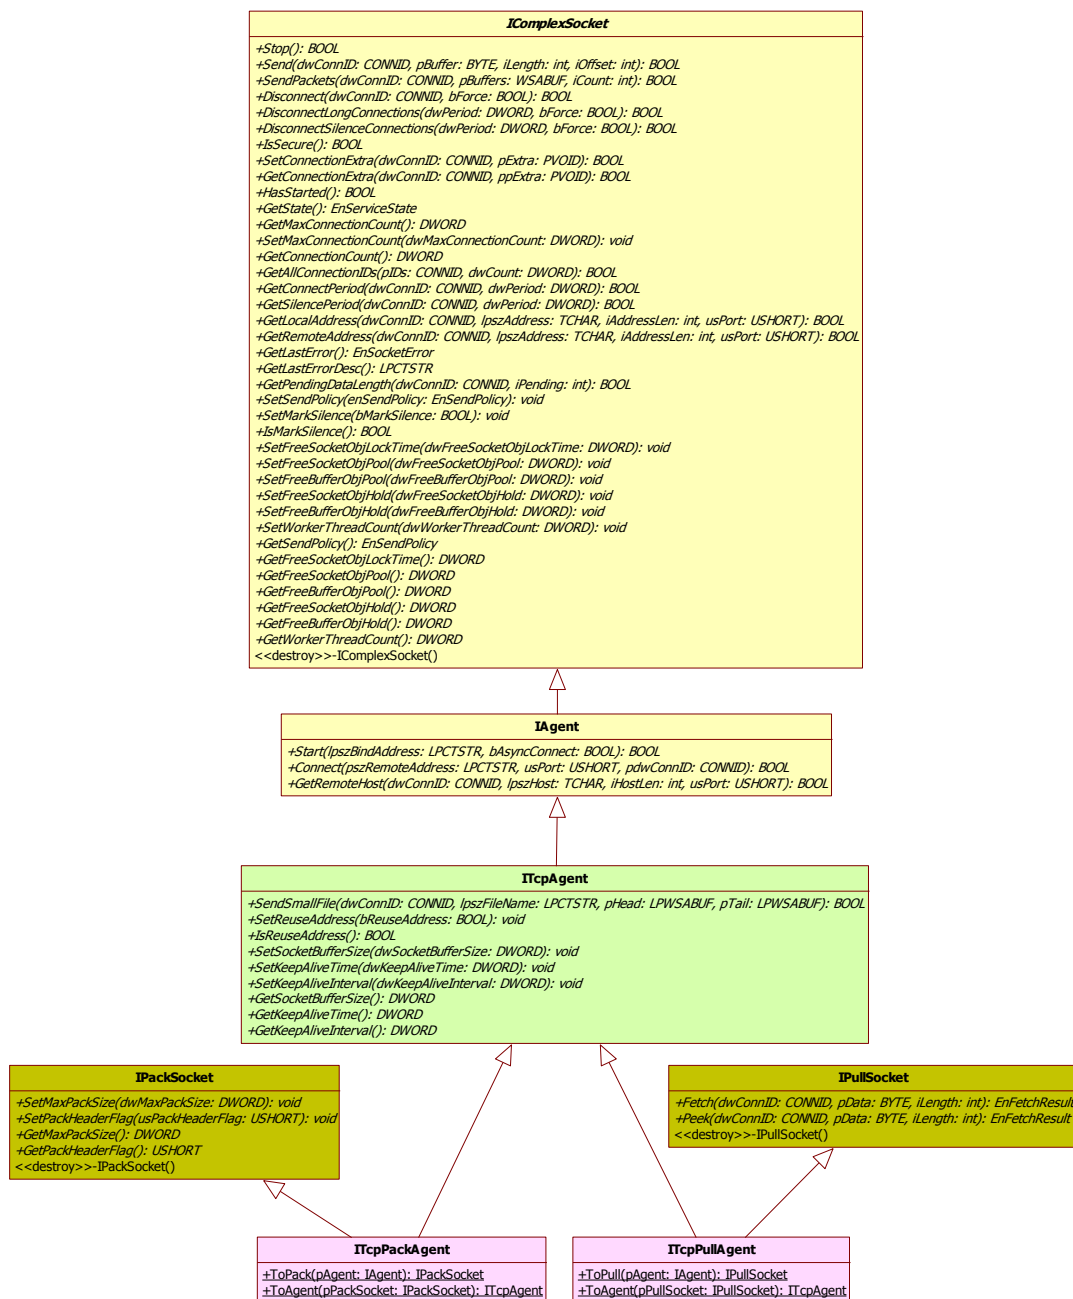 IComplexSocket
+Stop(): BOOL
+Send(dwConnID: CONNID, pBuffer: BYTE, iLength: int, iOffset: int): BOOL
+SendPackets(dwConnID: CONNID, pBuffers: WSABUF, iCount: int): BOOL
+Disconnect(dwConnID: CONNID, bForce: BOOL): BOOL
+DisconnectLongConnections(dwPeriod: DWORD, bForce: BOOL): BOOL
+DisconnectSilenceConnections(dwPeriod: DWORD, bForce: BOOL): BOOL
+IsSecure(): BOOL
+SetConnectionExtra(dwConnID: CONNID, pExtra: PVOID): BOOL
+GetConnectionExtra(dwConnID: CONNID, ppExtra: PVOID): BOOL
+HasStarted(): BOOL
+GetState(): EnServiceState
+GetMaxConnectionCount(): DWORD
+SetMaxConnectionCount(dwMaxConnectionCount: DWORD): void
+GetConnectionCount(): DWORD
+GetAllConnectionIDs(pIDs: CONNID, dwCount: DWORD): BOOL
+GetConnectPeriod(dwConnID: CONNID, dwPeriod: DWORD): BOOL
+GetSilencePeriod(dwConnID: CONNID, dwPeriod: DWORD): BOOL
+GetLocalAddress(dwConnID: CONNID, lpszAddress: TCHAR, iAddressLen: int, usPort: USHORT): BOOL
+GetRemoteAddress(dwConnID: CONNID, lpszAddress: TCHAR, iAddressLen: int, usPort: USHORT): BOOL
+GetLastError(): EnSocketError
+GetLastErrorDesc(): LPCTSTR
+GetPendingDataLength(dwConnID: CONNID, iPending: int): BOOL
+SetSendPolicy(enSendPolicy: EnSendPolicy): void
+SetMarkSilence(bMarkSilence: BOOL): void
+IsMarkSilence(): BOOL
+SetFreeSocketObjLockTime(dwFreeSocketObjLockTime: DWORD): void
+SetFreeSocketObjPool(dwFreeSocketObjPool: DWORD): void
+SetFreeBufferObjPool(dwFreeBufferObjPool: DWORD): void
+SetFreeSocketObjHold(dwFreeSocketObjHold: DWORD): void
+SetFreeBufferObjHold(dwFreeBufferObjHold: DWORD): void
+SetWorkerThreadCount(dwWorkerThreadCount: DWORD): void
+GetSendPolicy(): EnSendPolicy
+GetFreeSocketObjLockTime(): DWORD
+GetFreeSocketObjPool(): DWORD
+GetFreeBufferObjPool(): DWORD
+GetFreeSocketObjHold(): DWORD
+GetFreeBufferObjHold(): DWORD
+GetWorkerThreadCount(): DWORD
<<destroy>>-IComplexSocket()
IAgent
+Start(lpszBindAddress: LPCTSTR, bAsyncConnect: BOOL): BOOL
+Connect(pszRemoteAddress: LPCTSTR, usPort: USHORT, pdwConnID: CONNID): BOOL
+GetRemoteHost(dwConnID: CONNID, lpszHost: TCHAR, iHostLen: int, usPort: USHORT): BOOL
ITcpAgent
+SendSmallFile(dwConnID: CONNID, lpszFileName: LPCTSTR, pHead: LPWSABUF, pTail: LPWSABUF): BOOL
+SetReuseAddress(bReuseAddress: BOOL): void
+IsReuseAddress(): BOOL
+SetSocketBufferSize(dwSocketBufferSize: DWORD): void
+SetKeepAliveTime(dwKeepAliveTime: DWORD): void
+SetKeepAliveInterval(dwKeepAliveInterval: DWORD): void
+GetSocketBufferSize(): DWORD
+GetKeepAliveTime(): DWORD
+GetKeepAliveInterval(): DWORD
IPackSocket
+SetMaxPackSize(dwMaxPackSize: DWORD): void
+SetPackHeaderFlag(usPackHeaderFlag: USHORT): void
+GetMaxPackSize(): DWORD
+GetPackHeaderFlag(): USHORT
<<destroy>>-IPackSocket()
IPullSocket
+Fetch(dwConnID: CONNID, pData: BYTE, iLength: int): EnFetchResult
+Peek(dwConnID: CONNID, pData: BYTE, iLength: int): EnFetchResult
<<destroy>>-IPullSocket()
ITcpPackAgent
+ToPack(pAgent: IAgent): IPackSocket
+ToAgent(pPackSocket: IPackSocket): ITcpAgent
ITcpPullAgent
+ToPull(pAgent: IAgent): IPullSocket
+ToAgent(pPullSocket: IPullSocket): ITcpAgent